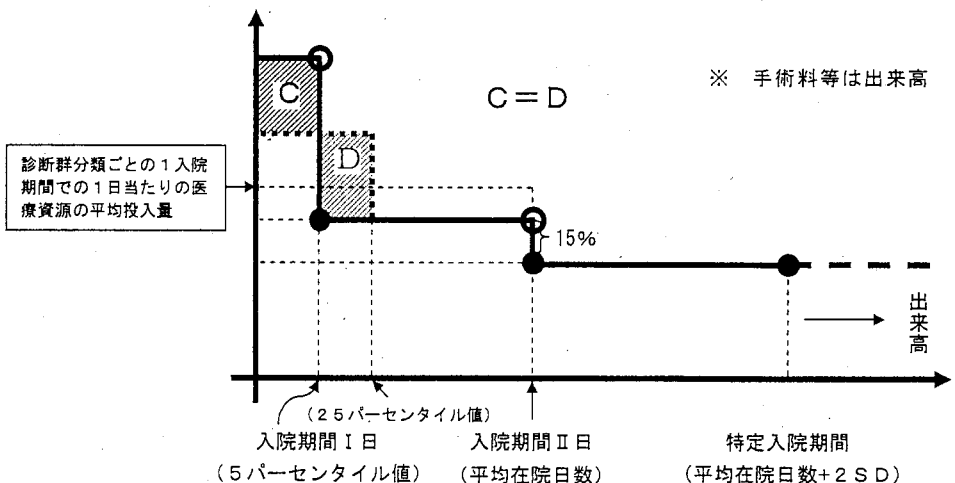 C
D
C=D
※ 手術料等は出来高
診断群分類ごとの1入院
期間での1日当たりの医
療資源の平均投入量
15%
出来高
(25パーセンタイル値)
入院期間Ⅰ日
(5パーセンタイル値)
入院期間Ⅱ日
(平均在院日数)
特定入院期間
(平均在院日数+2SD)